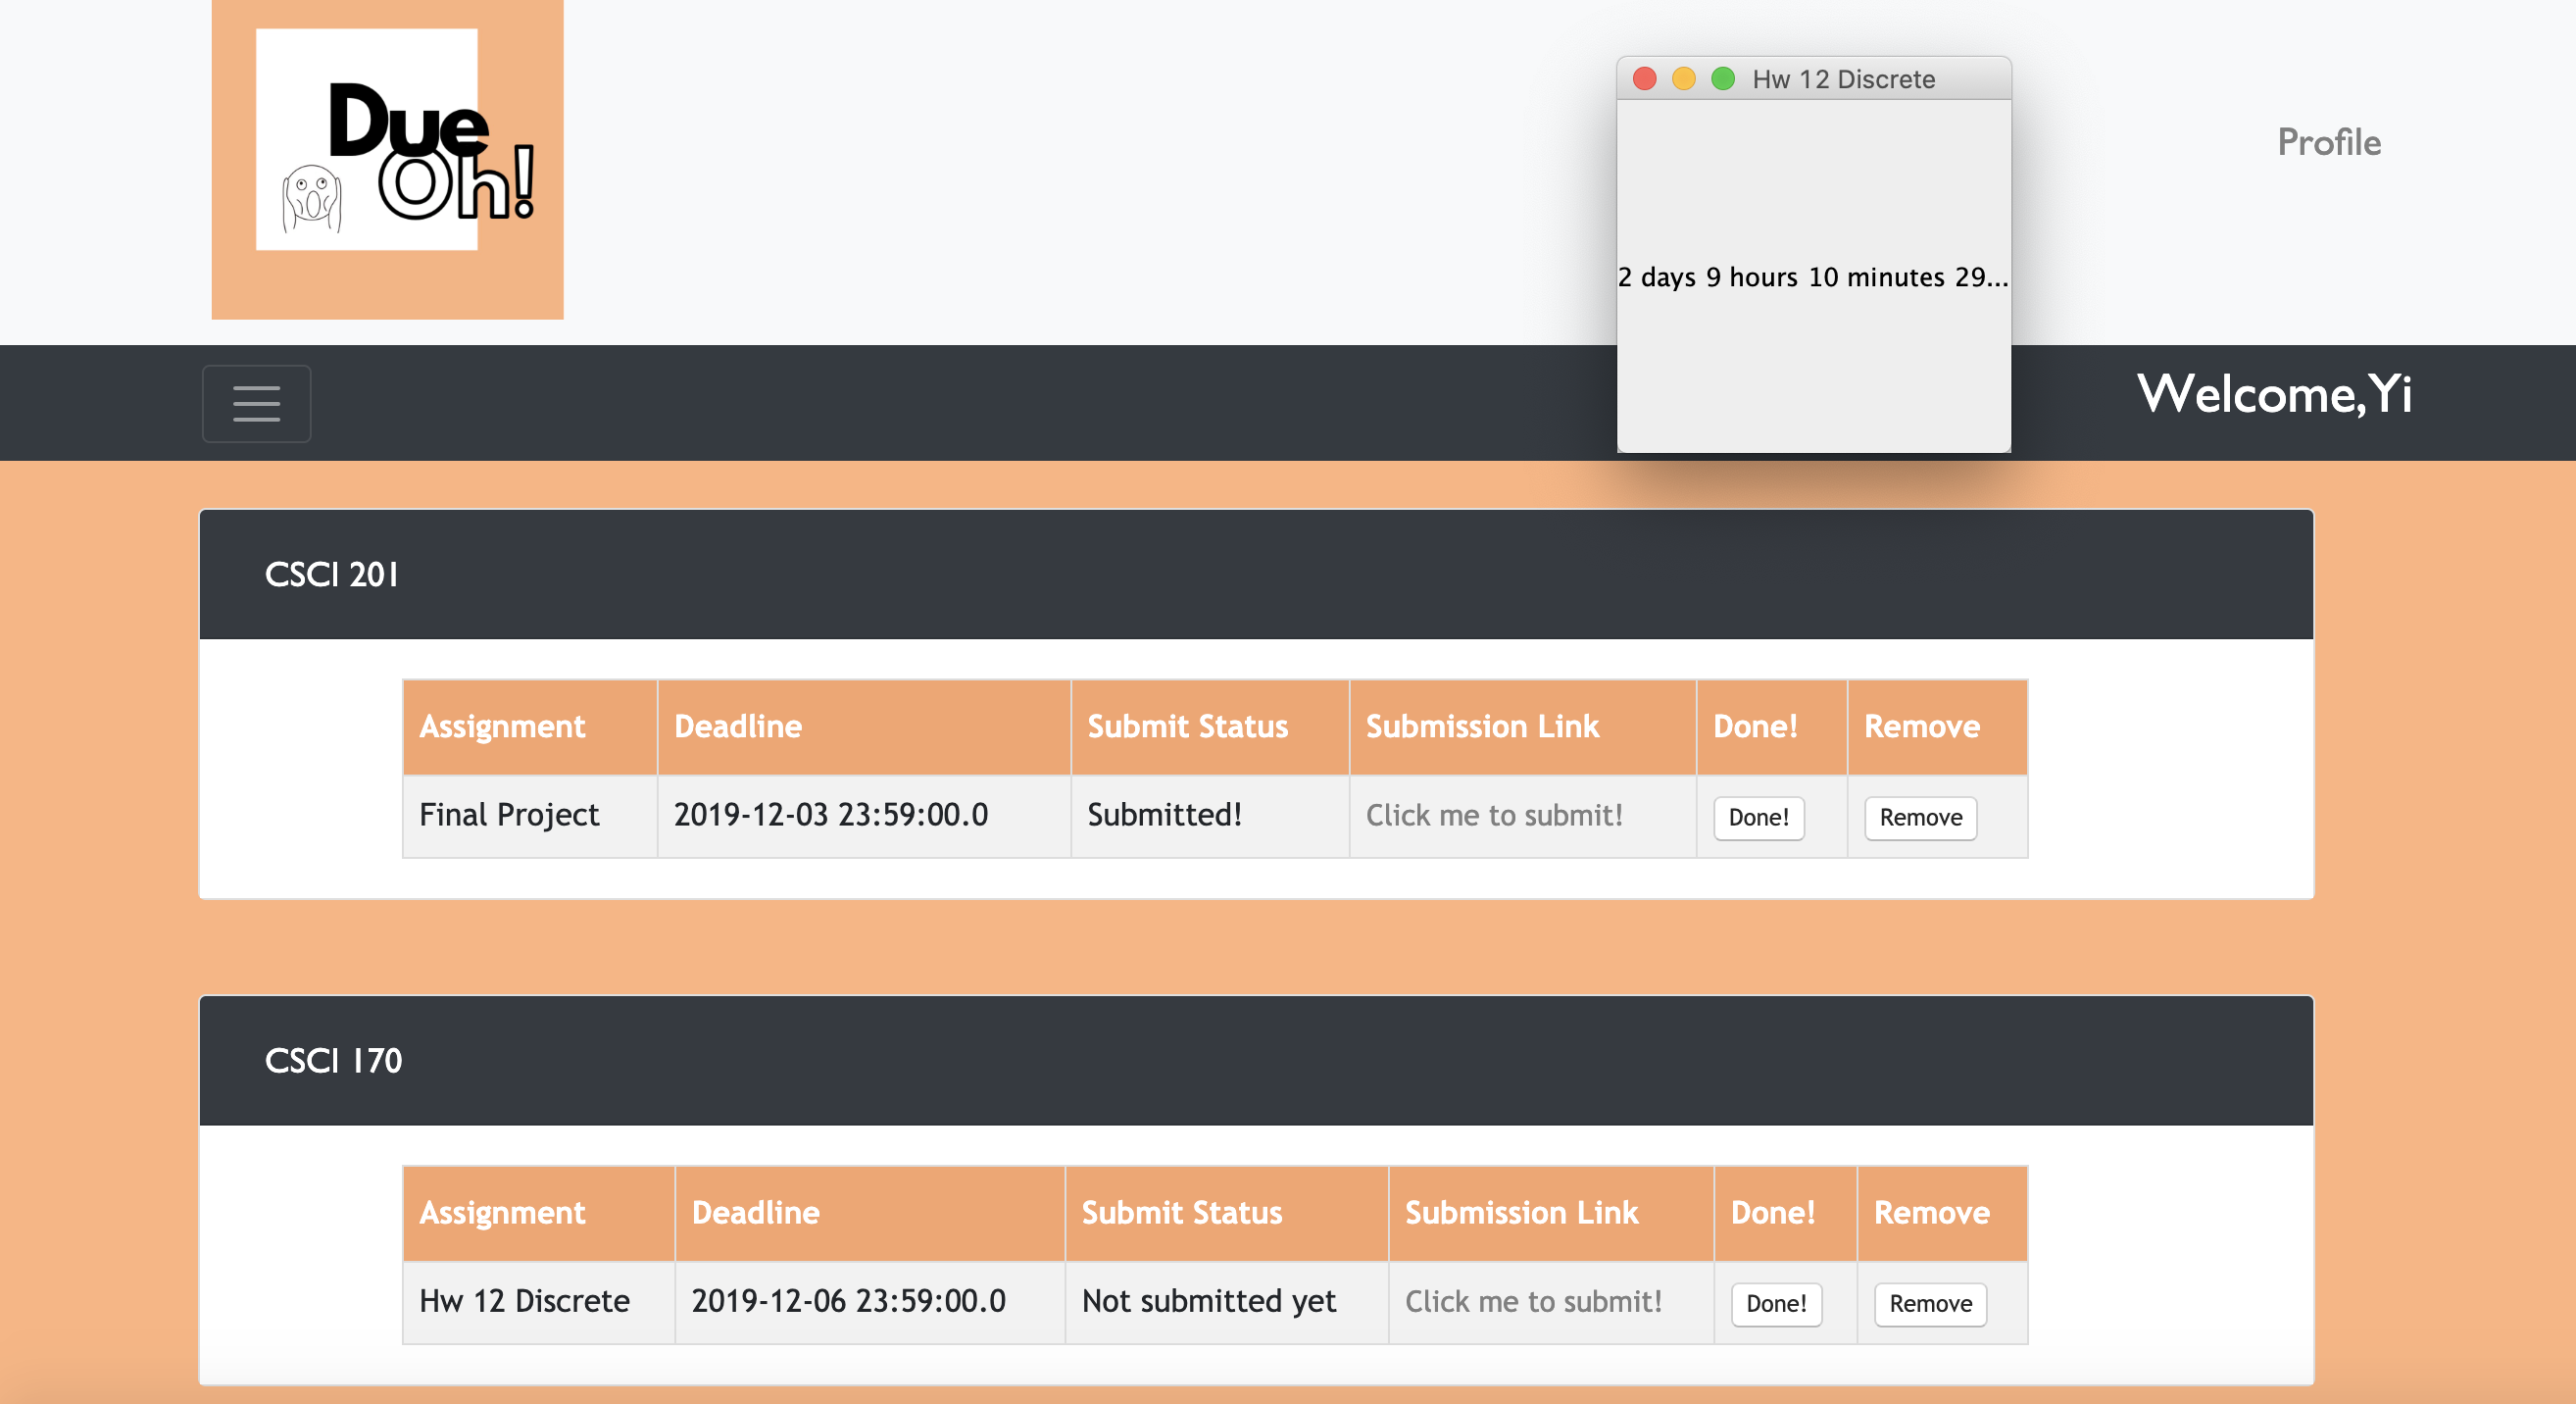 Due
Oh!
Hw 12 Discrete
2 days 9 hours 10 minutes 29...
Profile
Welcome,Yi
CSCI 201
Assignment Deadline Submit Status Submission Link Done! Remove
Final Project 2019-12-03 23:59:00.0 Submitted! Click me to submit! Done! Remove
CSCI 170
Assignment Deadline Submit Status Submission Link Done! Remove
Hw 12 Discrete 2019-12-06 23:59:00.0 Not submitted yet Click me to submit! Done! Remove